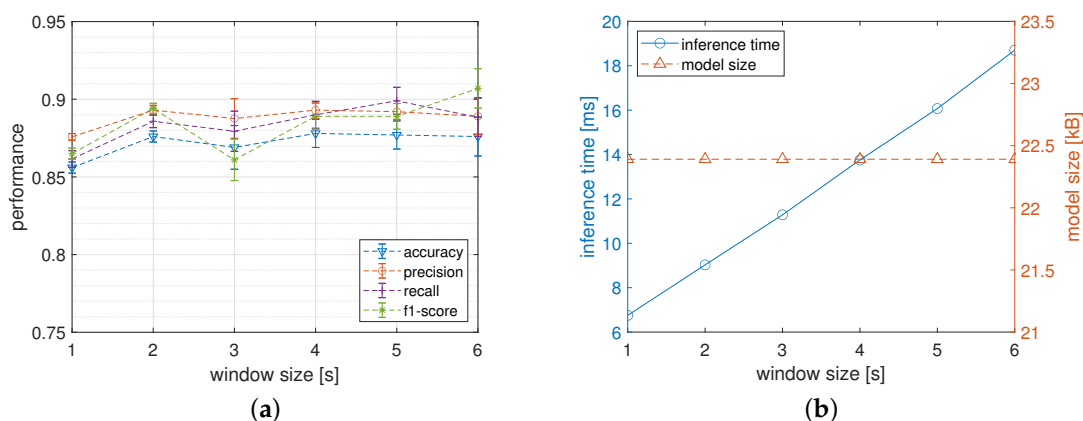 0.95
0.9
0.85
0.8
0.75
performance
accuracy
precision
recall
f1-score
1 2 3 4 5 6
window size [s]
(a)
20
18
16
14
12
10
8
6
inference time [ms]
inference time
model size
23.5
23
22.5
22
21.5
21
model size [kB]
1 2 3 4 5 6
window size [s]
(b)